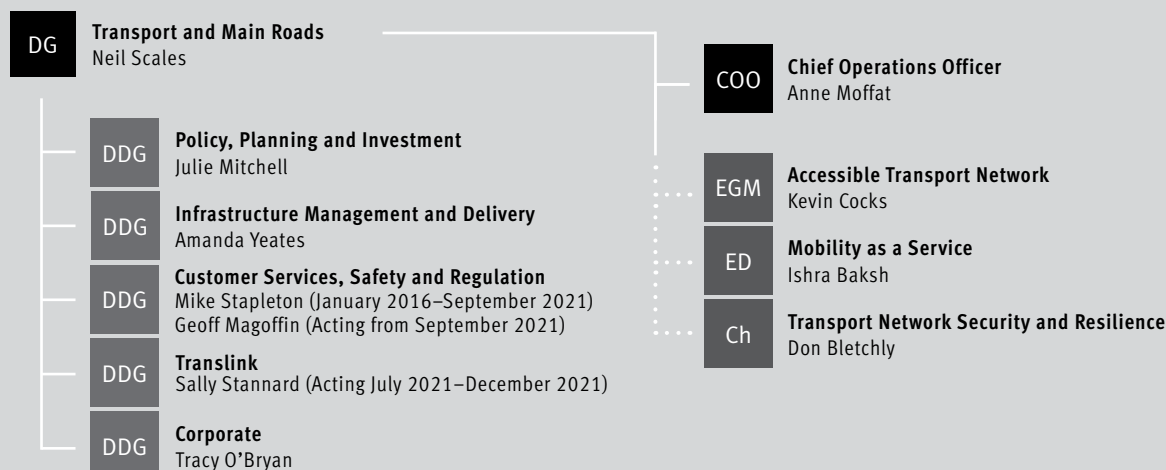 DG
Transport and Main Roads
Neil Scales
DDG
Policy, Planning and Investment
Julie Mitchell
DDG
Infrastructure Management and Delivery
Amanda Yeates
DDG
Customer Services, Safety and Regulation
Mike Stapleton (January 2016–September 2021)
Geoff Magoffin (Acting from September 2021)
DDG
Translink
Sally Stannard (Acting July 2021–December 2021)
DDG
Corporate
Tracy O’Bryan
COO
Chief Operations Officer
Anne Moffat
EGM
Accessible Transport Network
Kevin Cocks
ED
Mobility as a Service
Ishra Baksh
Ch
Transport Network Security and Resilience
Don Bletchly